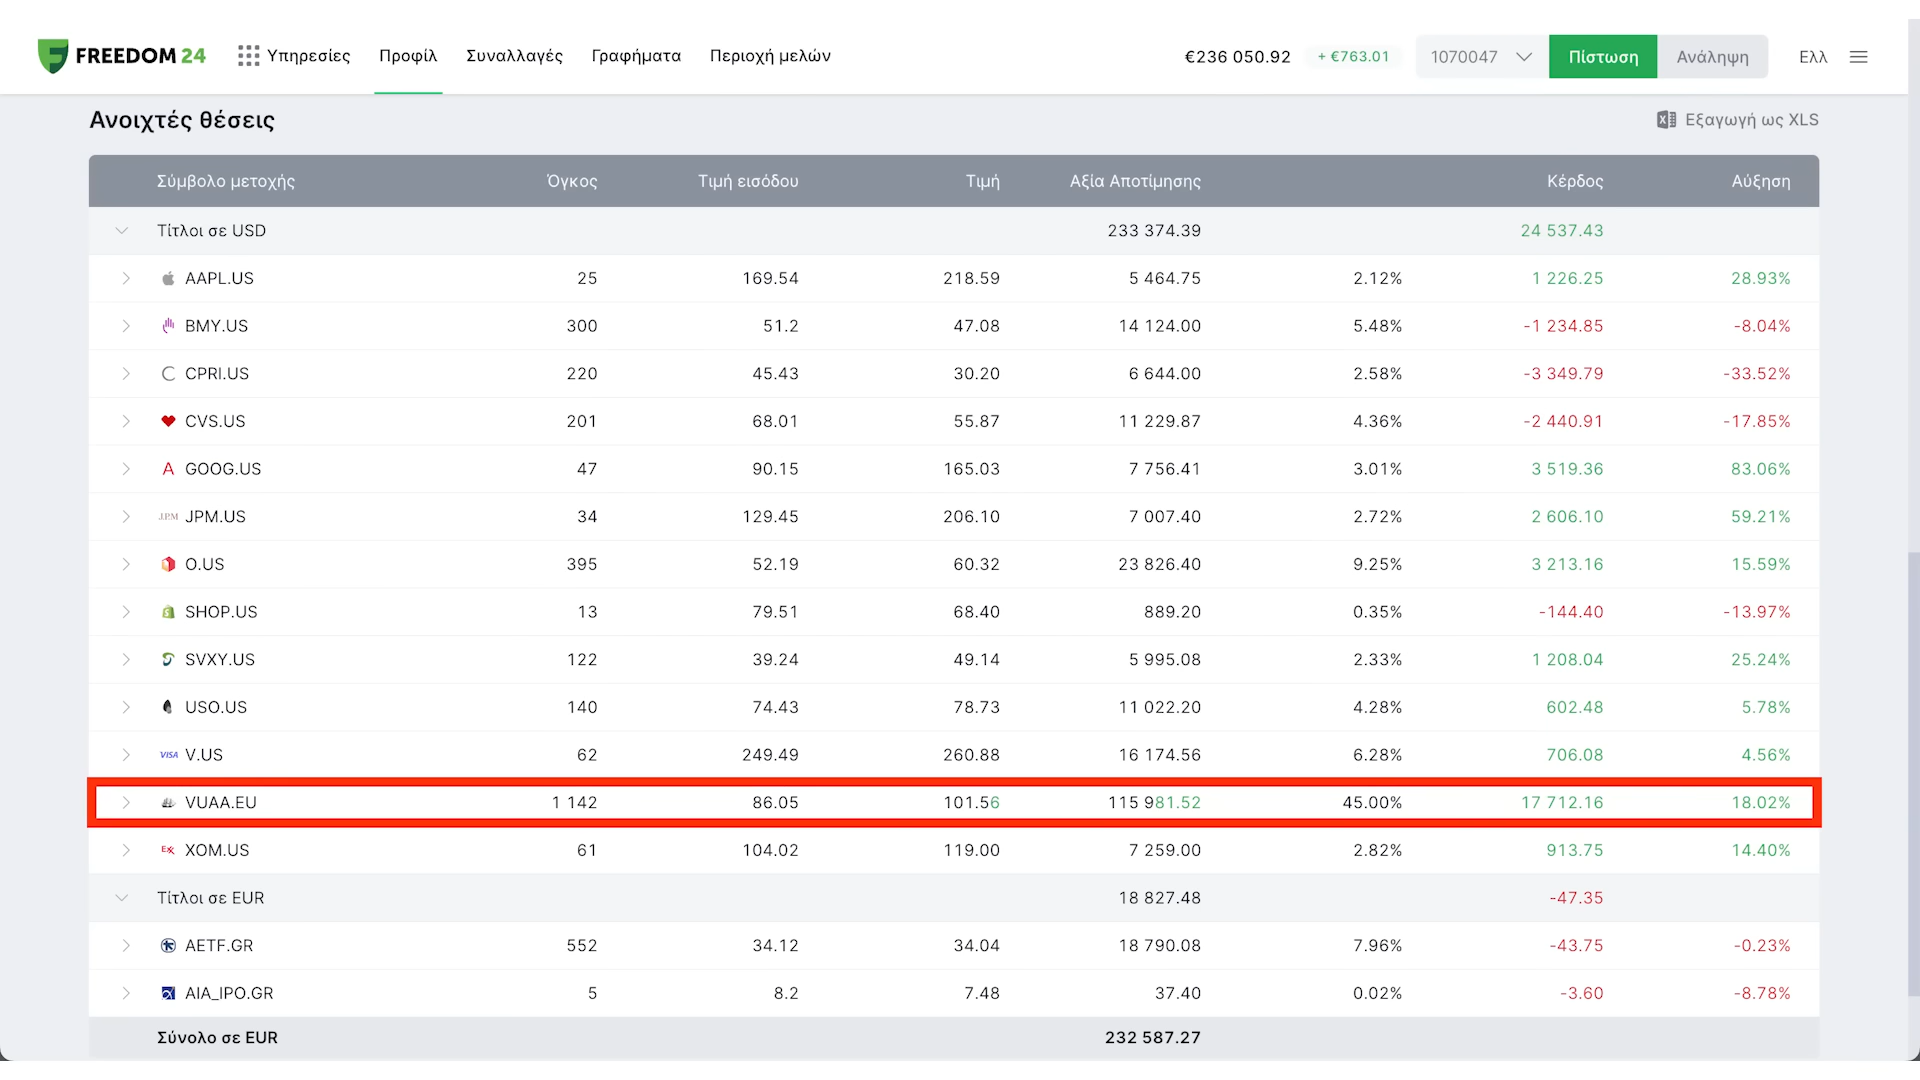 FREEDOM 24 Υπηρεσίες Προφίλ Συναλλαγές Γραφήματα Περιοχή μελών €236 050.92 + €763.01 1070047 Πίστωση Ανάληψη Ελλ
Ανοιχτές θέσεις Εξαγωγή ως XLS
Σύμβολο μετοχής Όγκος Τιμή εισόδου Τιμή Αξία Αποτίμησης Κέρδος Αύξηση
Τίτλοι σε USD 233 374.39 24 537.43
AAPL.US 25 169.54 218.59 5 464.75 2.12% 1 226.25 28.93%
BMY.US 300 51.2 47.08 14 124.00 5.48% -1 234.85 -8.04%
CPRI.US 220 45.43 30.20 6 644.00 2.58% -3 349.79 -33.52%
CVS.US 201 68.01 55.87 11 229.87 4.36% -2 440.91 -17.85%
A GOOG.US 47 90.15 165.03 7 756.41 3.01% 3 519.36 83.06%
J.P.M JPM.US 34 129.45 206.10 7 007.40 2.72% 2 606.10 59.21%
O.US 395 52.19 60.32 23 826.40 9.25% 3 213.16 15.59%
SHOP.US 13 79.51 68.40 889.20 0.35% -144.40 -13.97%
SVXY.US 122 39.24 49.14 5 995.08 2.33% 1 208.04 25.24%
USO.US 140 74.43 78.73 11 022.20 4.28% 602.48 5.78%
VISA V.US 62 249.49 260.88 16 174.56 6.28% 706.08 4.56%
VUAA.EU 1 142 86.05 101.56 115 981.52 45.00% 17 712.16 18.02%
XOM.US 61 104.02 119.00 7 259.00 2.82% 913.75 14.40%
Τίτλοι σε EUR 18 827.48 -47.35
AETF.GR 552 34.12 34.04 18 790.08 7.96% -43.75 -0.23%
AIA_IPO.GR 5 8.2 7.48 37.40 0.02% -3.60 -8.78%
Σύνολο σε EUR 232 587.27